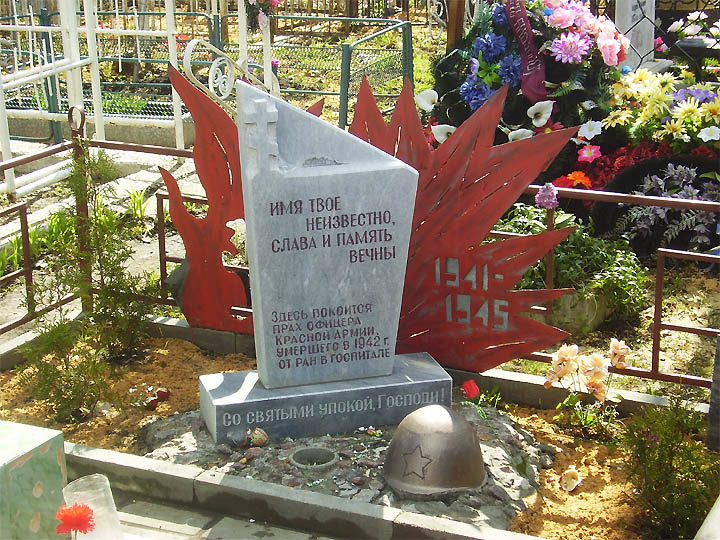 ИМЯ ТВОЕ
НЕИЗВЕСТНО,
СЛАВА И ПАМЯТЬ
ВЕЧНЫ
ЗДЕСЬ ПОКОИТСЯ
ПРАХ ОФИЦЕРА
КРАСНОЙ АРМИИ,
УМЕРШЕГО В 1942 Г.
ОТ РАН В ГОСПИТАЛЕ
СО СВЯТЫМИ УПОКОЙ, ГОСПОДИ!
1941-
1945